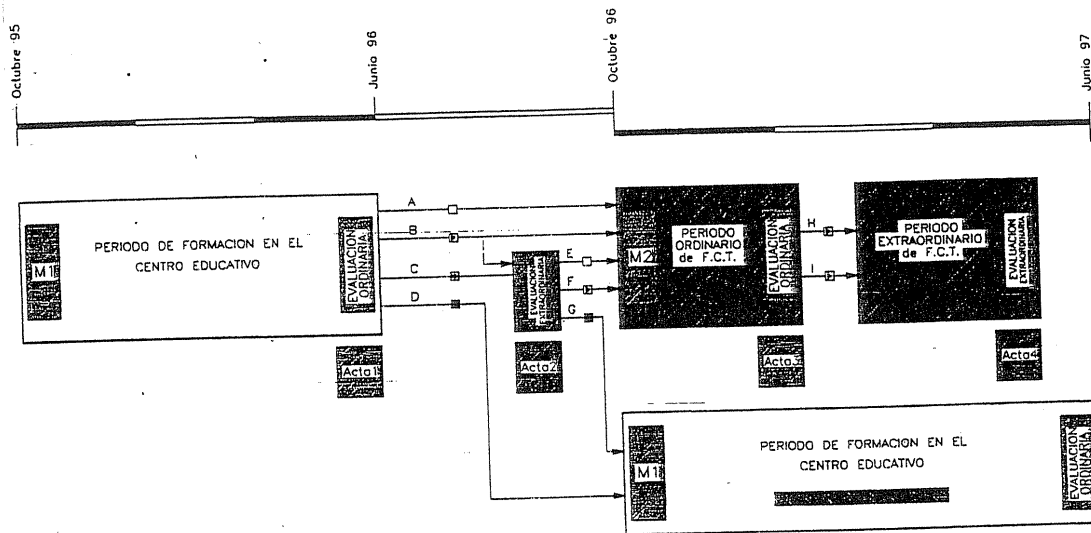 Octubre 95
Junio 96
Octubre 96
Junio 97
M1
PERIODO DE FORMACION EN EL
CENTRO EDUCATIVO
EVALUACION
ORDINARIA
A
B
C
D
EVALUACION
EXTRAORDINARIA
E
F
G
M2
PERIODO
ORDINARIO
de F.C.T.
EVALUACION
ORDINARIA
H
I
PERIODO
EXTRAORDINARIO
de F.C.T.
EVALUACION
EXTRAORDINARIA
Acta1
Acta2
Acta3
Acta4
M1
PERIODO DE FORMACION EN EL
CENTRO EDUCATIVO
EVALUACION
ORDINARIA